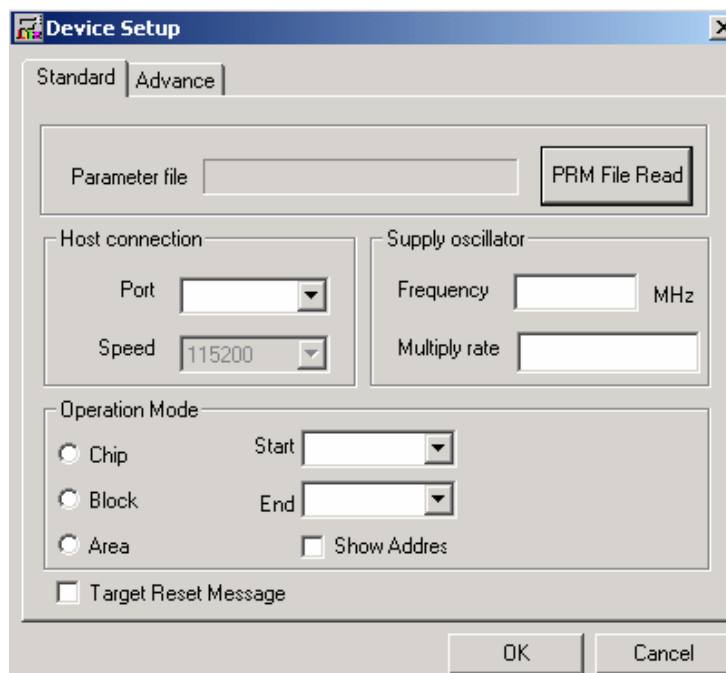 Device Setup
Standard
Advance
Parameter file
PRM File Read
Host connection
Port
Speed
115200
Supply oscillator
Frequency
MHz
Multiply rate
Operation Mode
Chip
Block
Area
Start
End
Show Addres
Target Reset Message
OK
Cancel